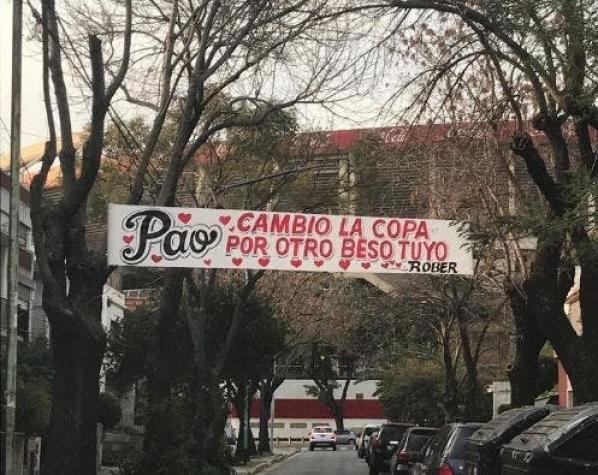 Pao
CAMBIO LA COPA
POR OTRO BESO TUYO
ROBER